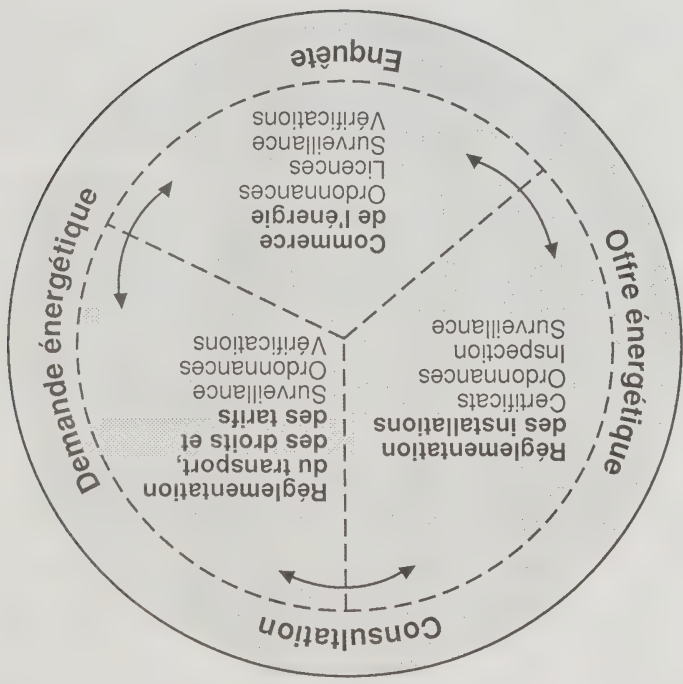 Consultation
Offre énergétique
Réglementation
des installations
Certificats
Ordonnances
Inspection
Surveillance
Réglementation
du transport,
des droits et
des tarifs
Surveillance
Ordonnances
Vérifications
Demande énergétique
Commerce
de l'énergie
Ordonnances
Licences
Surveillance
Vérifications
Enquête